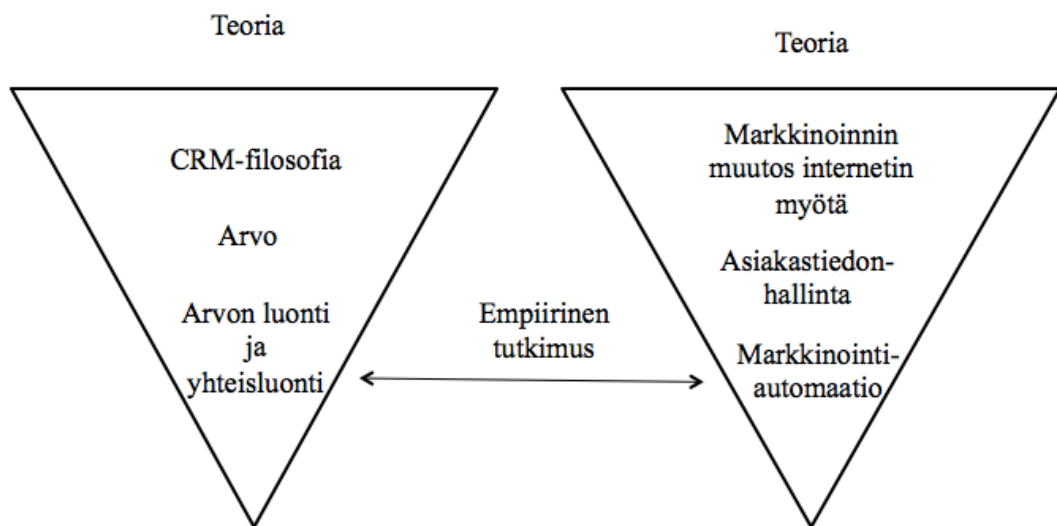 Teoria
CRM-filosofia
Arvo
Arvon luonti
ja
yhteisluonti
Empiirinen
tutkimus
Teoria
Markkinoinnin
muutos internetin
myötä
Asiakastiedon-
hallinta
Markkinointi-
automaatio